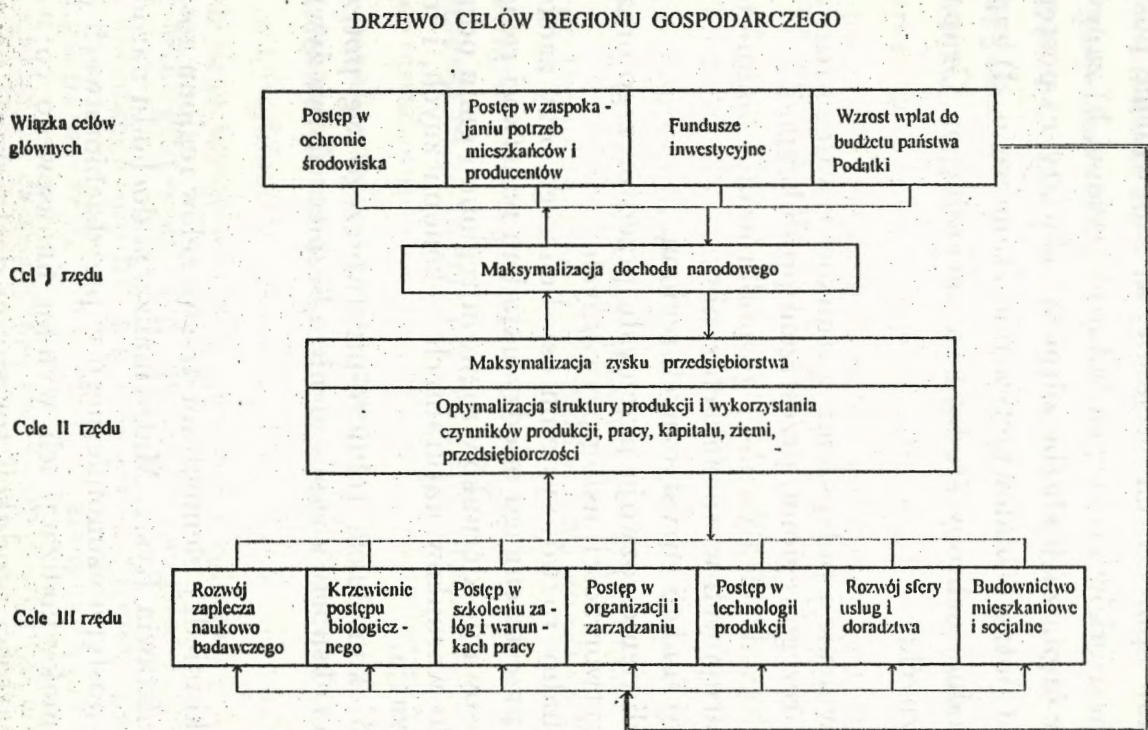 DRZEWO CELÓW REGIONU GOSPODARCZEGO
Wiązka celów
głównych
Postęp w
ochronie
środowiska
Postęp w zaspoka -
janiu potrzeb
mieszkańców i
producentów
Fundusze
inwestycyjne
Wzrost wpłat do
budżetu państwa
Podatki
Cel I rzędu
Maksymalizacja dochodu narodowego
Maksymalizacja zysku przedsiębiorstwa
Cele II rzędu
Optymalizacja struktury produkcji i wykorzystania
czynników produkcji, pracy, kapitału, ziemi,
przedsiębiorczości
Cele III rzędu
Rozwój
zaplecza
naukowo
badawczego
Krzewienie
postępu
biologicz -
nego
Postęp w
szkoleniu za -
łóg i warun -
kach pracy
Postęp w
organizacji i
zarządzaniu
Postęp w
technologii
produkcji
Rozwój sfery
usług i
doradztwa
Budownictwo
mieszkaniowe
i socjalne